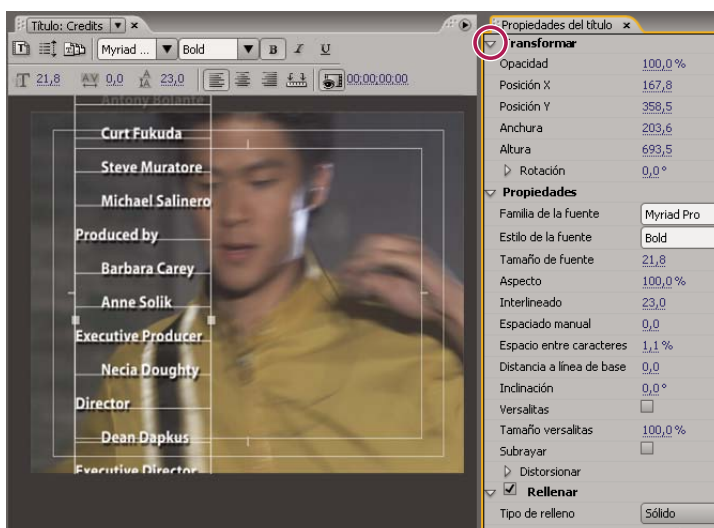 Título: Credits
Myriad ...
Bold
B I U
21,8
0,0
23,0
00;00;00;00
Antony Bolante
Curt Fukuda
Steve Muratore
Michael Salinero
Produced by
Barbara Carey
Anne Solik
Executive Producer
Necia Doughty
Director
Dean Dapkus
Executive Director
Propiedades del título
Transformar
Opacidad 100,0 %
Posición X 167,8
Posición Y 358,5
Anchura 203,6
Altura 693,5
Rotación 0,0 °
Propiedades
Familia de la fuente Myriad Pro
Estilo de la fuente Bold
Tamaño de fuente 21,8
Aspecto 100,0 %
Interlineado 23,0
Espaciado manual 0,0
Espacio entre caracteres 1,1 %
Distancia a línea de base 0,0
Inclinación 0,0 °
Versalitas
Tamaño versalitas 100,0 %
Subrayar
Distorsionar
Rellenar
Tipo de relleno Sólido